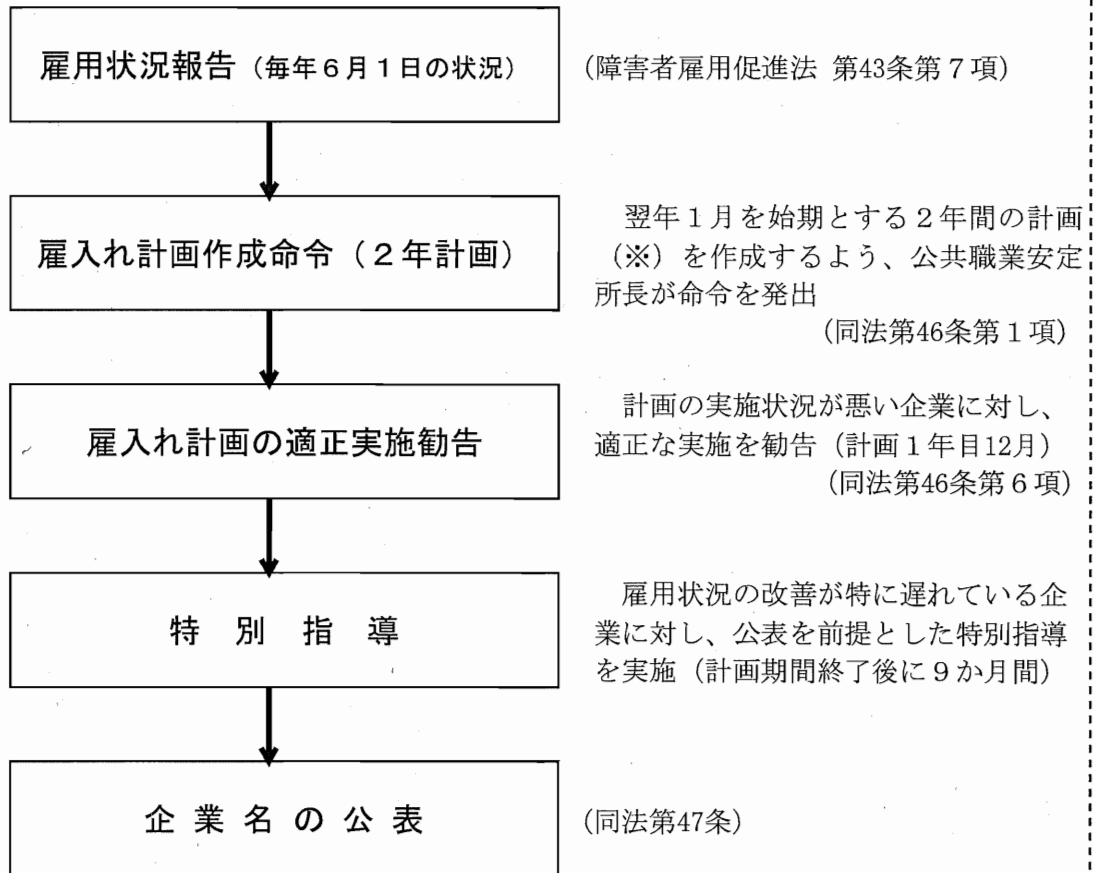 雇用状況報告（毎年６月１日の状況）
(障害者雇用促進法 第43条第７項)
雇入れ計画作成命令（２年計画）
翌年１月を始期とする２年間の計画
（※）を作成するよう、公共職業安定
所長が命令を発出
(同法第46条第１項)
雇入れ計画の適正実施勧告
計画の実施状況が悪い企業に対し、
適正な実施を勧告（計画１年目12月）
(同法第46条第６項)
特 別 指 導
雇用状況の改善が特に遅れている企
業に対し、公表を前提とした特別指導
を実施（計画期間終了後に９か月間）
企 業 名 の 公 表
(同法第47条)